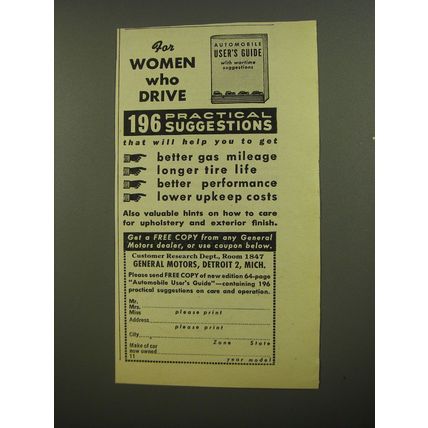 For
WOMEN
who
DRIVE
AUTOMOBILE
USER'S GUIDE
with wartime
suggestions
196 PRACTICAL
SUGGESTIONS
that will help you to get
better gas mileage
longer tire life
better performance
lower upkeep costs
Also valuable hints on how to care
for upholstery and exterior finish.
Get a FREE COPY from any General
Motors dealer, or use coupon below.
Customer Research Dept., Room 1847
GENERAL MOTORS, DETROIT 2, MICH.
Please send FREE COPY of new edition 64-page
"Automobile User's Guide"—containing 196
practical suggestions on care and operation.
Mr.
Mrs.
Miss please print
Address
please print
City
Zone State
Make of car
now owned
11 year model